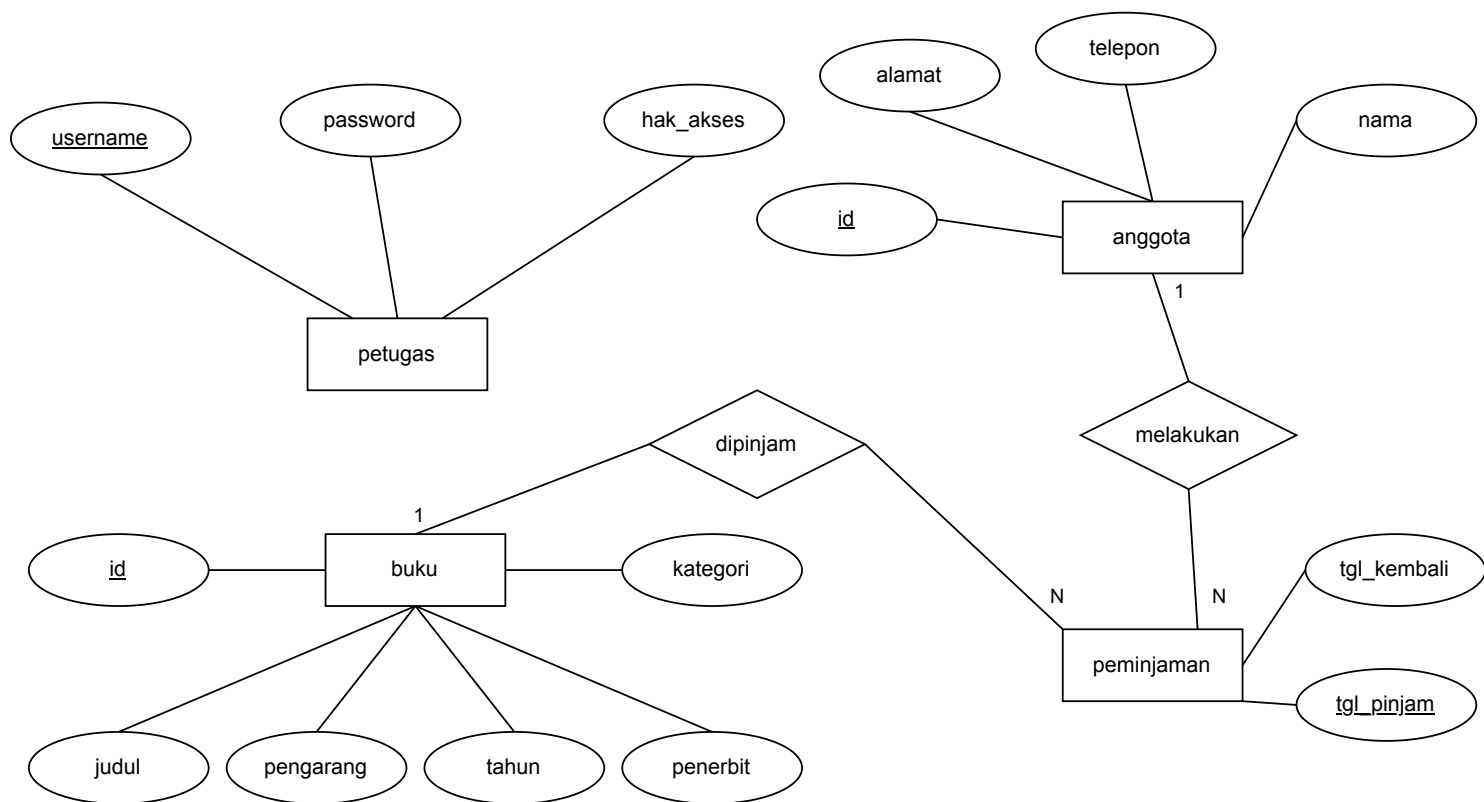 telepon
alamat
username
password
hak_akses
nama
id
anggota
1
petugas
melakukan
dipinjam
1
id
buku
kategori
N
N
tgl_kembali
peminjaman
tgl_pinjam
judul
pengarang
tahun
penerbit